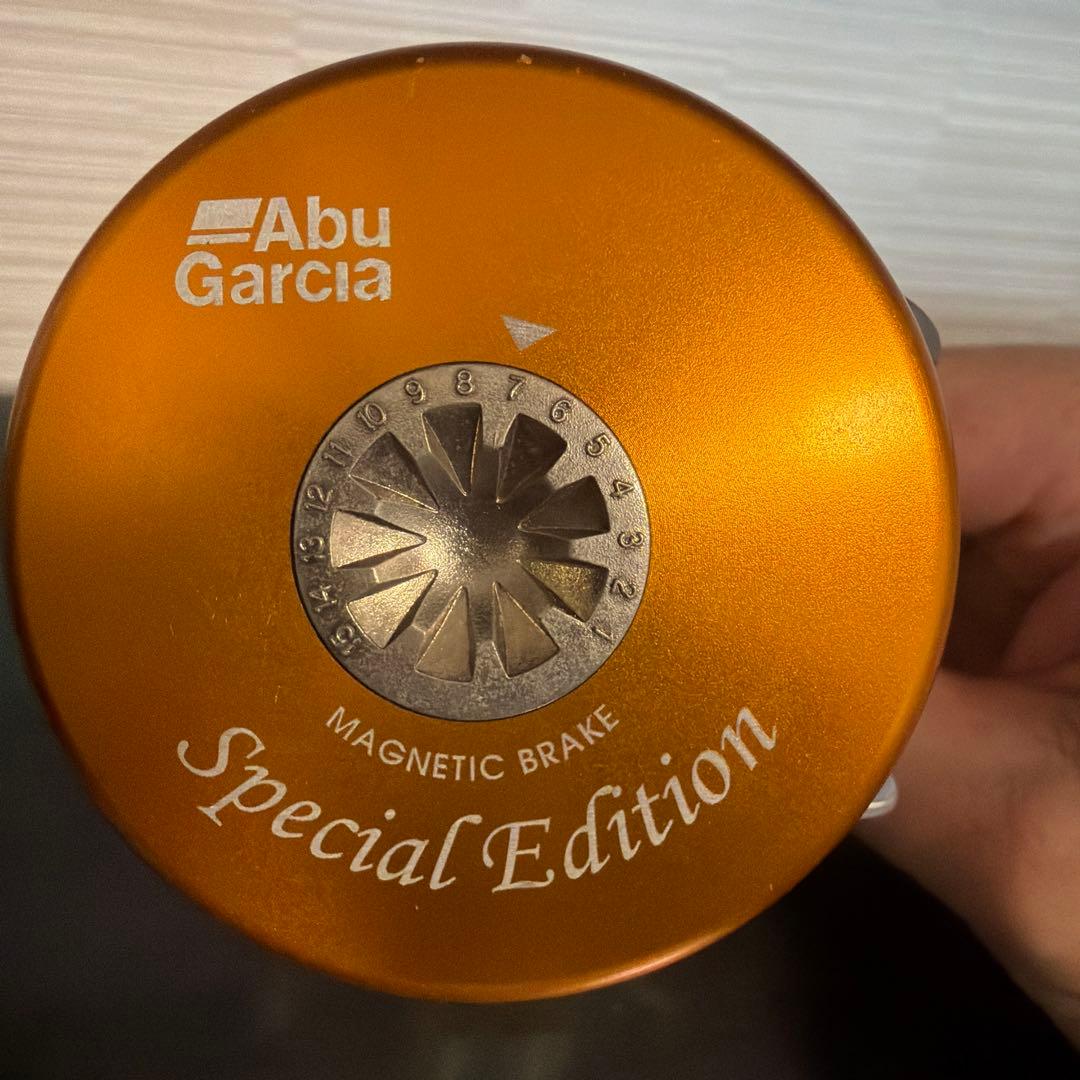 Abu
Garcia
15 14 13 12 11 10 9 8 7 6 5 4 3 2 1
MAGNETIC BRAKE
Special Edition